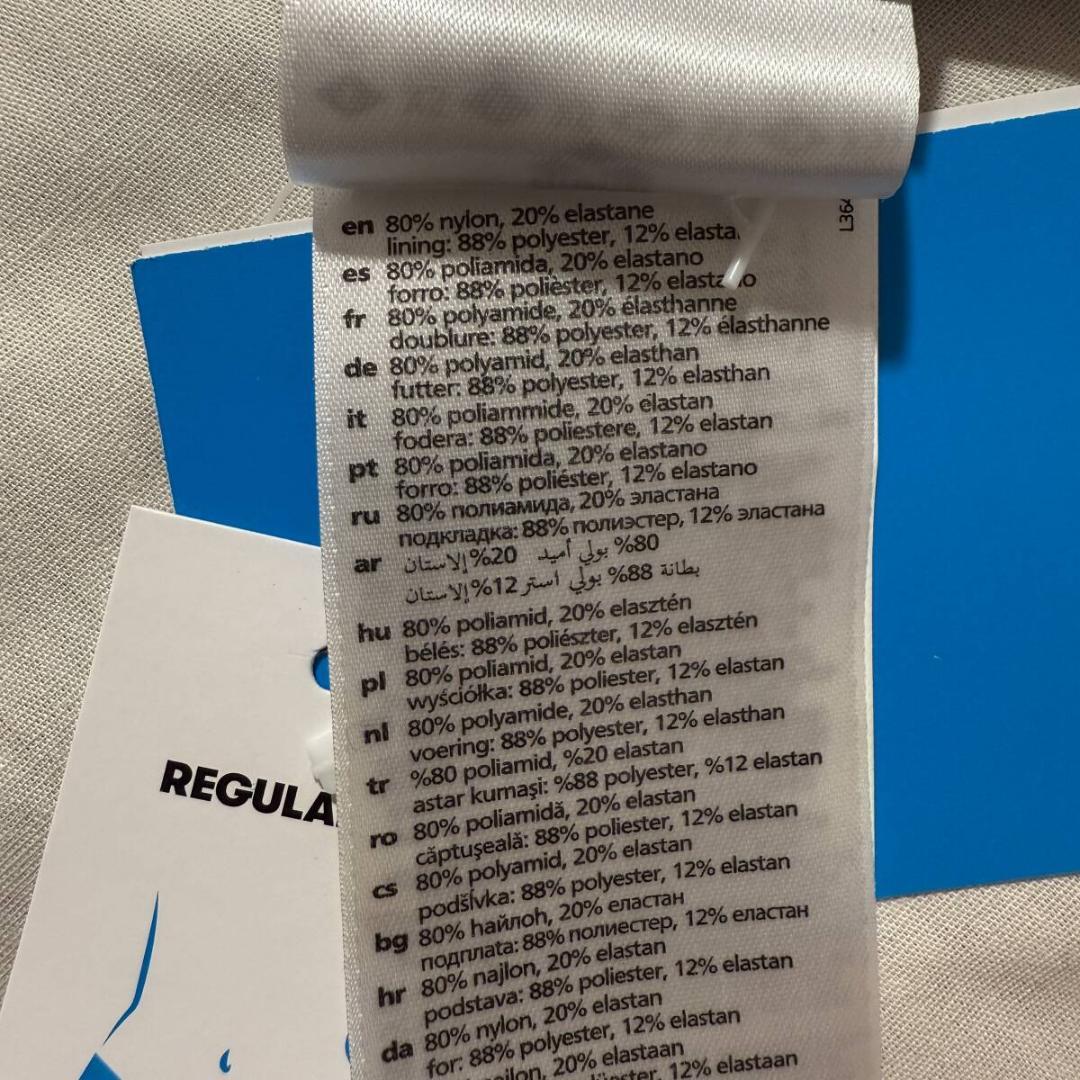 en 80% nylon, 20% elastane
lining: 88% polyester, 12%
es 80% poliamida, 20% elastano
forro: 88% polièster, 12%
fr 80% polyamide, 20% élasthanne
doublure: 88% polyester, 12% élasthanne
de 80% polyamid, 20% elasthan
futter: 88% polyester, 12% elasthan
it 80% poliammide, 20% elastan
fodera: 88% poliestere, 12% elastan
pt 80% poliamida, 20% elastano
forro: 88% poliéster, 12% elastano
ru 80% полиамида, 20% эластана
подкладка: 88% полиэстер, 12% эластана
ar 80% بولي أميد 20% إلاستان
بطانة 88% بولي استر 12% إلاستان
hu 80% poliamid, 20% elasztén
bélés: 88% poliészter, 12% elasztén
pl 80% poliamid, 20% elastan
wyściółka: 88% poliester, 12% elastan
nl 80% polyamide, 20% elasthan
voering: 88% polyester, 12% elasthan
tr %80 poliamid, %20 elastan
astar kumaşi: %88 polyester, %12 elastan
ro 80% poliamidă, 20% elastan
căptuşeală: 88% poliester, 12% elastan
cs 80% polyamid, 20% elastan
podšívka: 88% polyester, 12% elastan
bg 80% найлон, 20% еластан
подплата: 88% полиестер, 12% еластан
hr 80% najlon, 20% elastan
podstava: 88% poliester, 12% elastan
da 80% nylon, 20% elastan
for: 88% polyester, 12% elastan
20% elastaan
12% elastaan